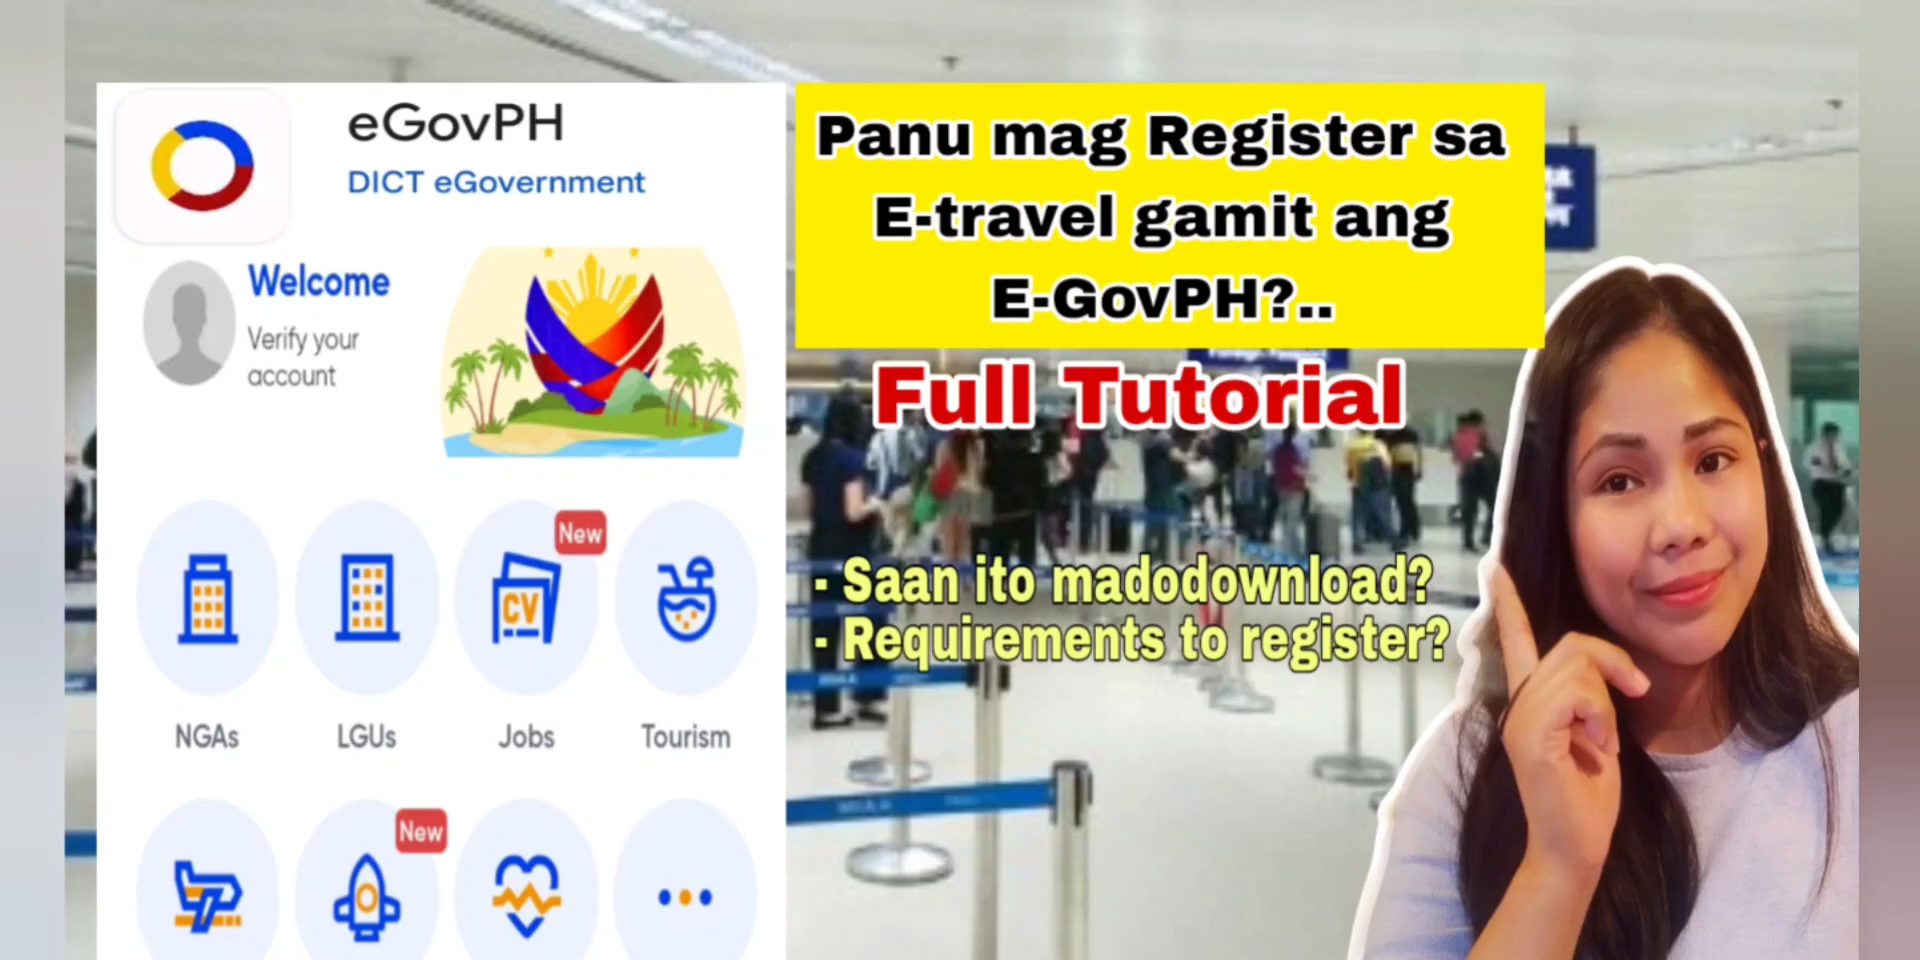 eGovPH
DICT eGovernment
Welcome
Verify your
account
New
CV
NGAs
LGUs
Jobs
Tourism
New
Panu mag Register sa
E-travel gamit ang
E-GovPH?..
Full Tutorial
- Saan ito madodownload?
- Requirements to register?